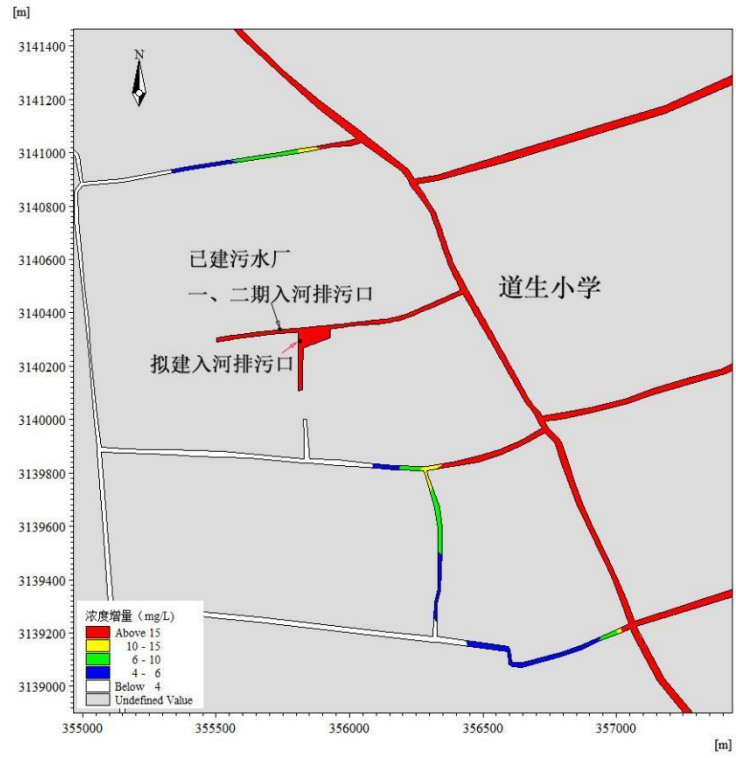 [m]
3141400
N
3141200
3141000
3140800
3140600
已建污水厂
道生小学
一、二期入河排污口
3140400
3140200
拟建入河排污口
3140000
3139800
3139600
3139400
浓度增量（mg/L）
Above 15
10 - 15
6 - 10
4 - 6
Below 4
Undefined Value
3139200
3139000
355000 355500 356000 356500 357000
[m]